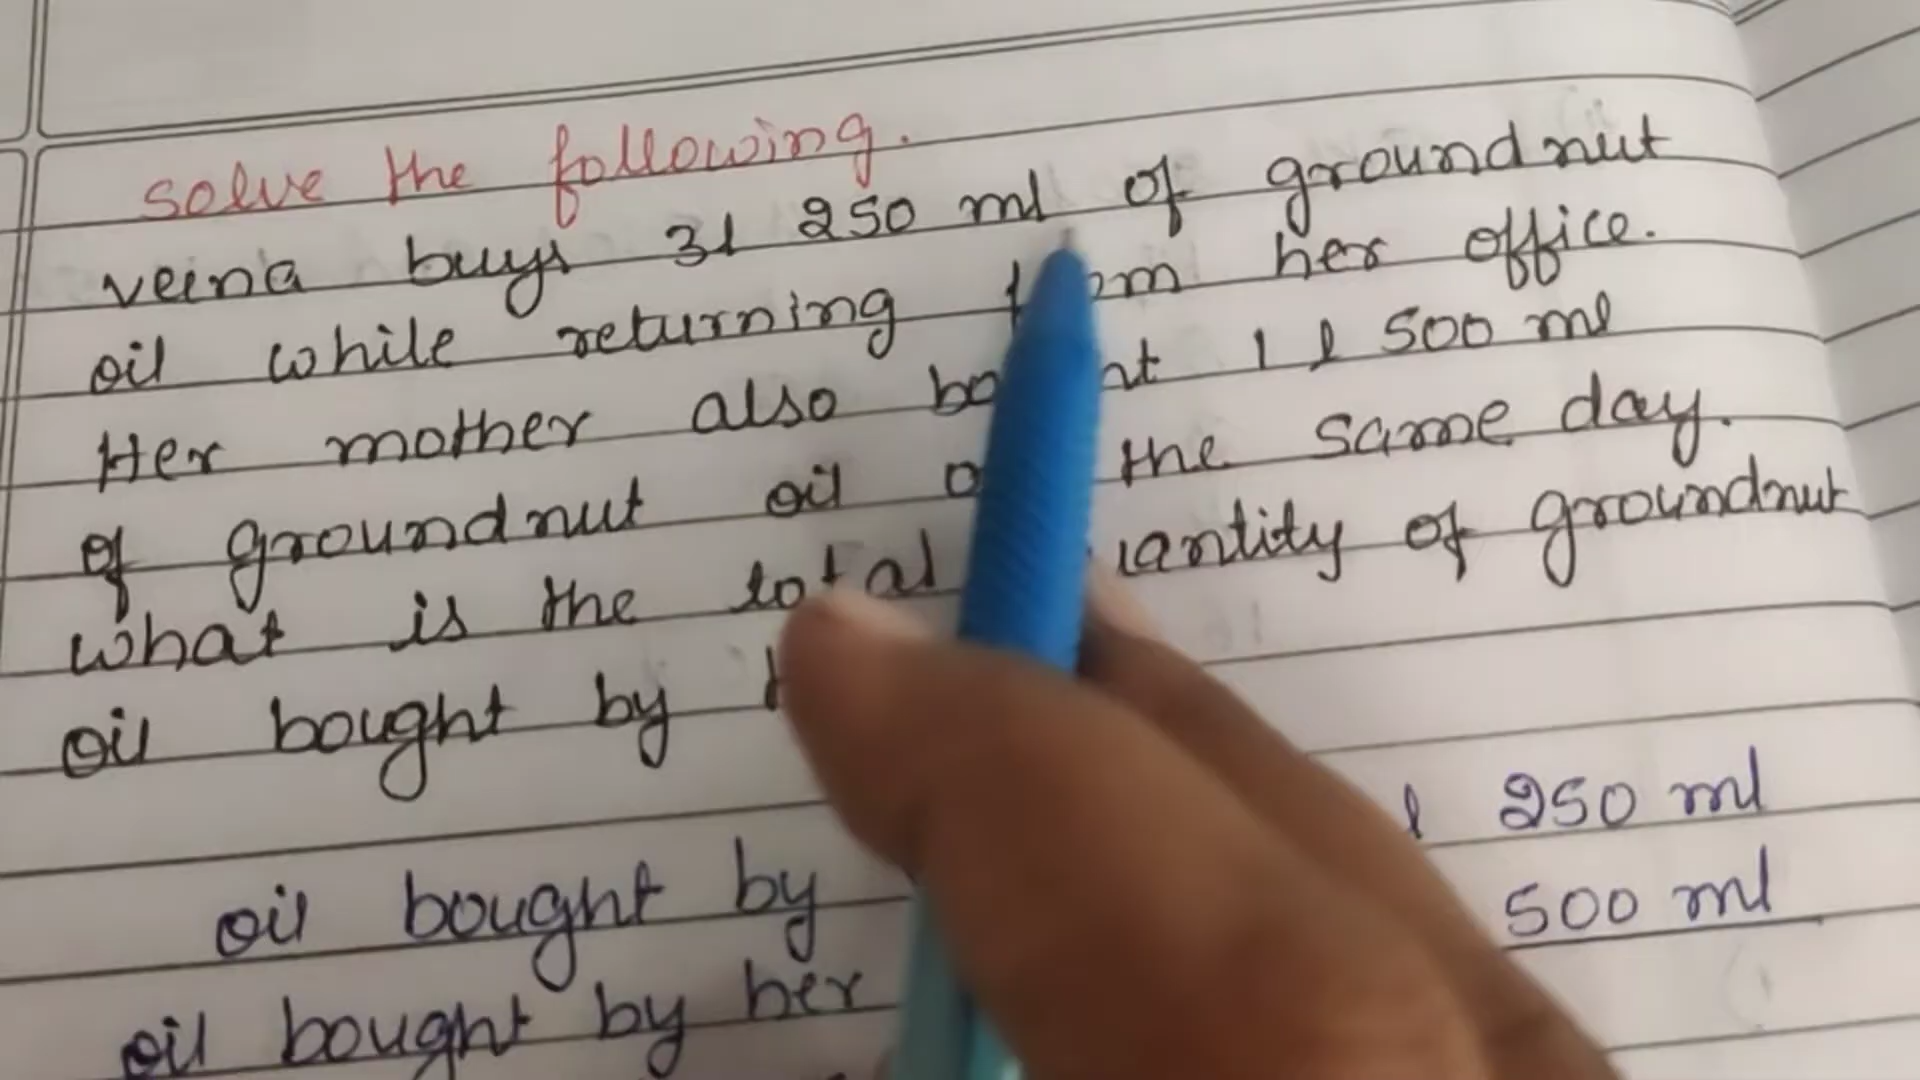 solve the following.
veina buys 3l 250 ml of groundnut
oil while returning her office.
Her mother also 1 l 500 ml
of groundnut oil the same day.
what is the total of groundnut
oil bought by
oil bought by l 250 ml
500 ml
oil bought by her